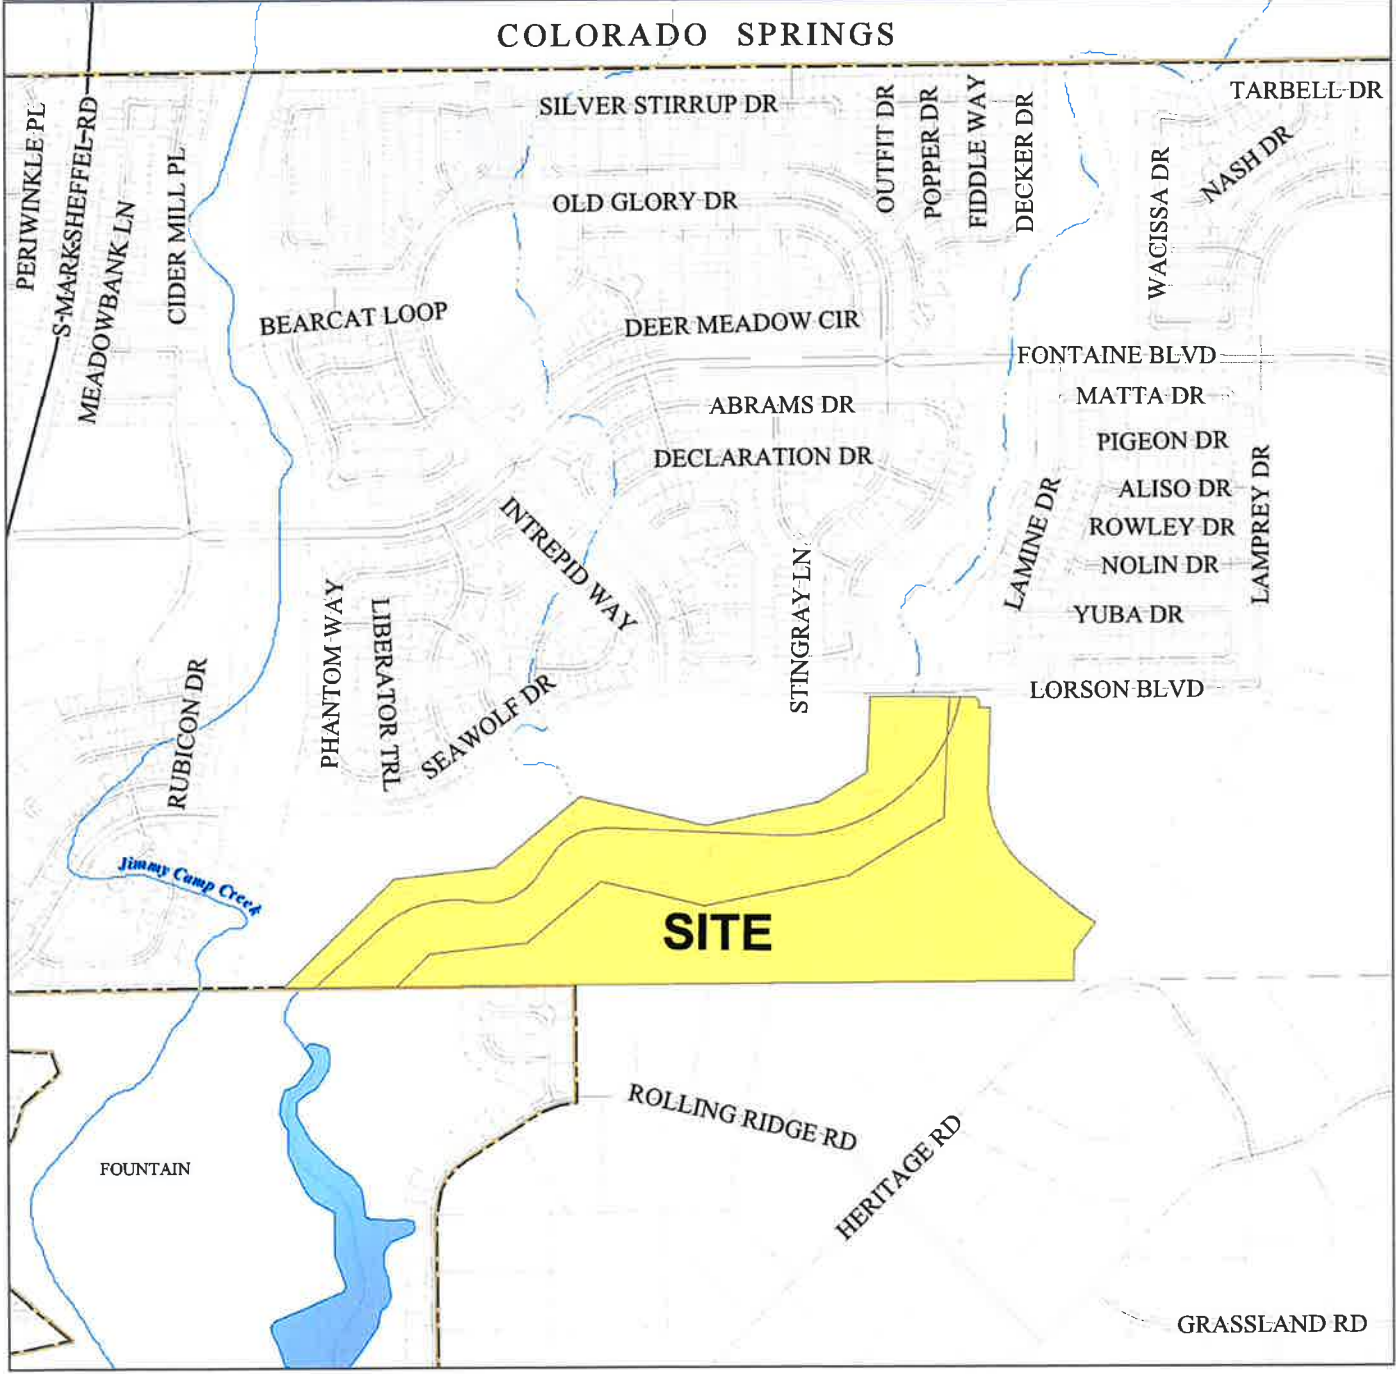 COLORADO SPRINGS
TARBELL DR
SILVER STIRRUP DR
OUTFIT DR
POPPER DR
FIDDLE WAY
DECKER DR
PERIWINKLE PL
S MARKSHEFFEL RD
MEADOWBANK LN
CIDER MILL PL
NASH DR
WACISSA DR
OLD GLORY DR
BEARCAT LOOP
DEER MEADOW CIR
FONTAINE BLVD
MATTA DR
ABRAMS DR
PIGEON DR
DECLARATION DR
ALISO DR
LAMPREY DR
ROWLEY DR
LAMINE DR
INTREPID WAY
NOLIN DR
YUBA DR
STINGRAY LN
PHANTOM WAY
LIBERATOR TRL
RUBICON DR
SEAWOLF DR
LORSON BLVD
Jimmy Camp Creek
SITE
ROLLING RIDGE RD
HERITAGE RD
FOUNTAIN
GRASSLAND RD